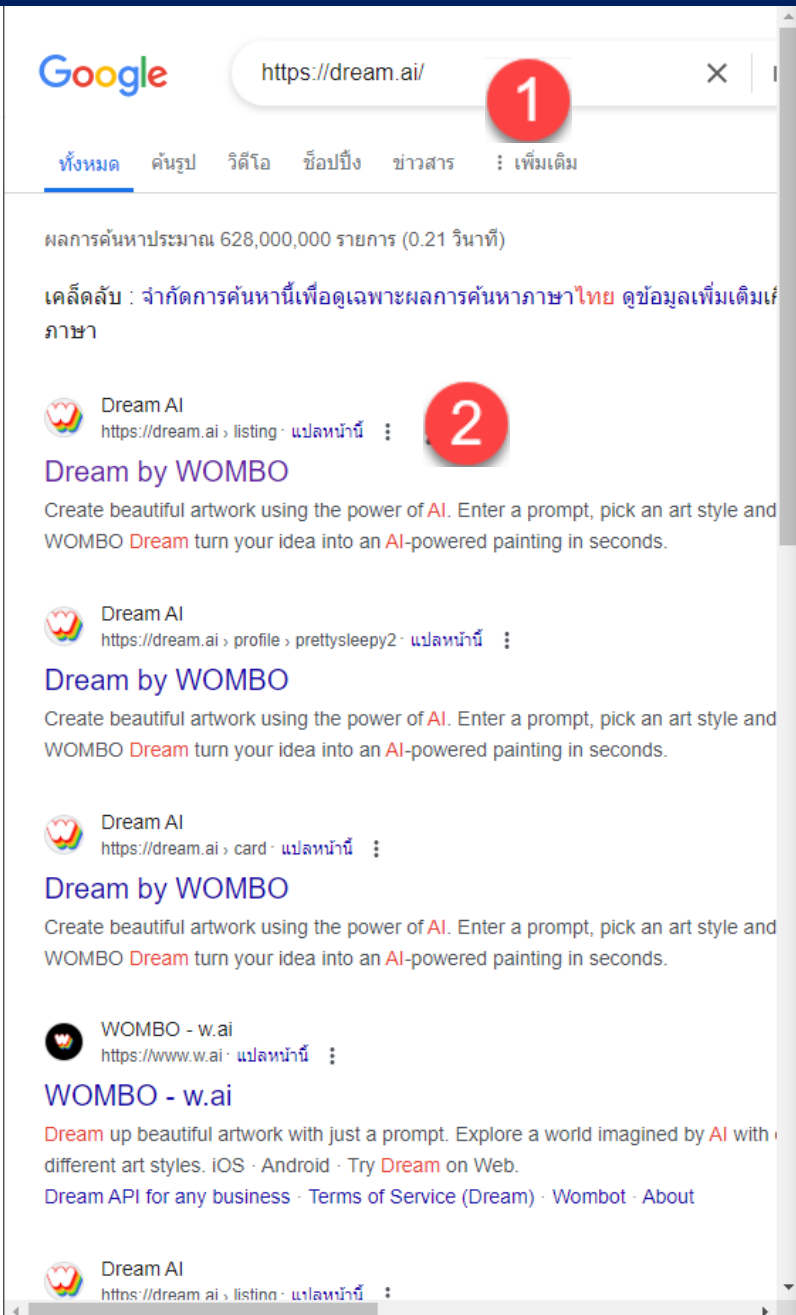 Google
https://dream.ai/
1
ทั้งหมด ค้นรูป วิดีโอ ช็อปปิ้ง ข่าวสาร เพิ่มเติม
ผลการค้นหาประมาณ 628,000,000 รายการ (0.21 วินาที)
เคล็ดลับ : จำกัดการค้นหานี้เพื่อดูเฉพาะผลการค้นหาภาษาไทย ดูข้อมูลเพิ่มเติม
ภาษา
Dream AI
https://dream.ai › listing · แปลหน้านี้
2
Dream by WOMBO
Create beautiful artwork using the power of AI. Enter a prompt, pick an art style and
WOMBO Dream turn your idea into an AI-powered painting in seconds.
Dream AI
https://dream.ai › profile › prettysleepy2 · แปลหน้านี้
Dream by WOMBO
Create beautiful artwork using the power of AI. Enter a prompt, pick an art style and
WOMBO Dream turn your idea into an AI-powered painting in seconds.
Dream AI
https://dream.ai › card · แปลหน้านี้
Dream by WOMBO
Create beautiful artwork using the power of AI. Enter a prompt, pick an art style and
WOMBO Dream turn your idea into an AI-powered painting in seconds.
WOMBO - w.ai
https://www.w.ai · แปลหน้านี้
WOMBO - w.ai
Dream up beautiful artwork with just a prompt. Explore a world imagined by AI with
different art styles. iOS · Android · Try Dream on Web.
Dream API for any business · Terms of Service (Dream) · Wombot · About
Dream AI
https://dream.ai › listing · แปลหน้านี้